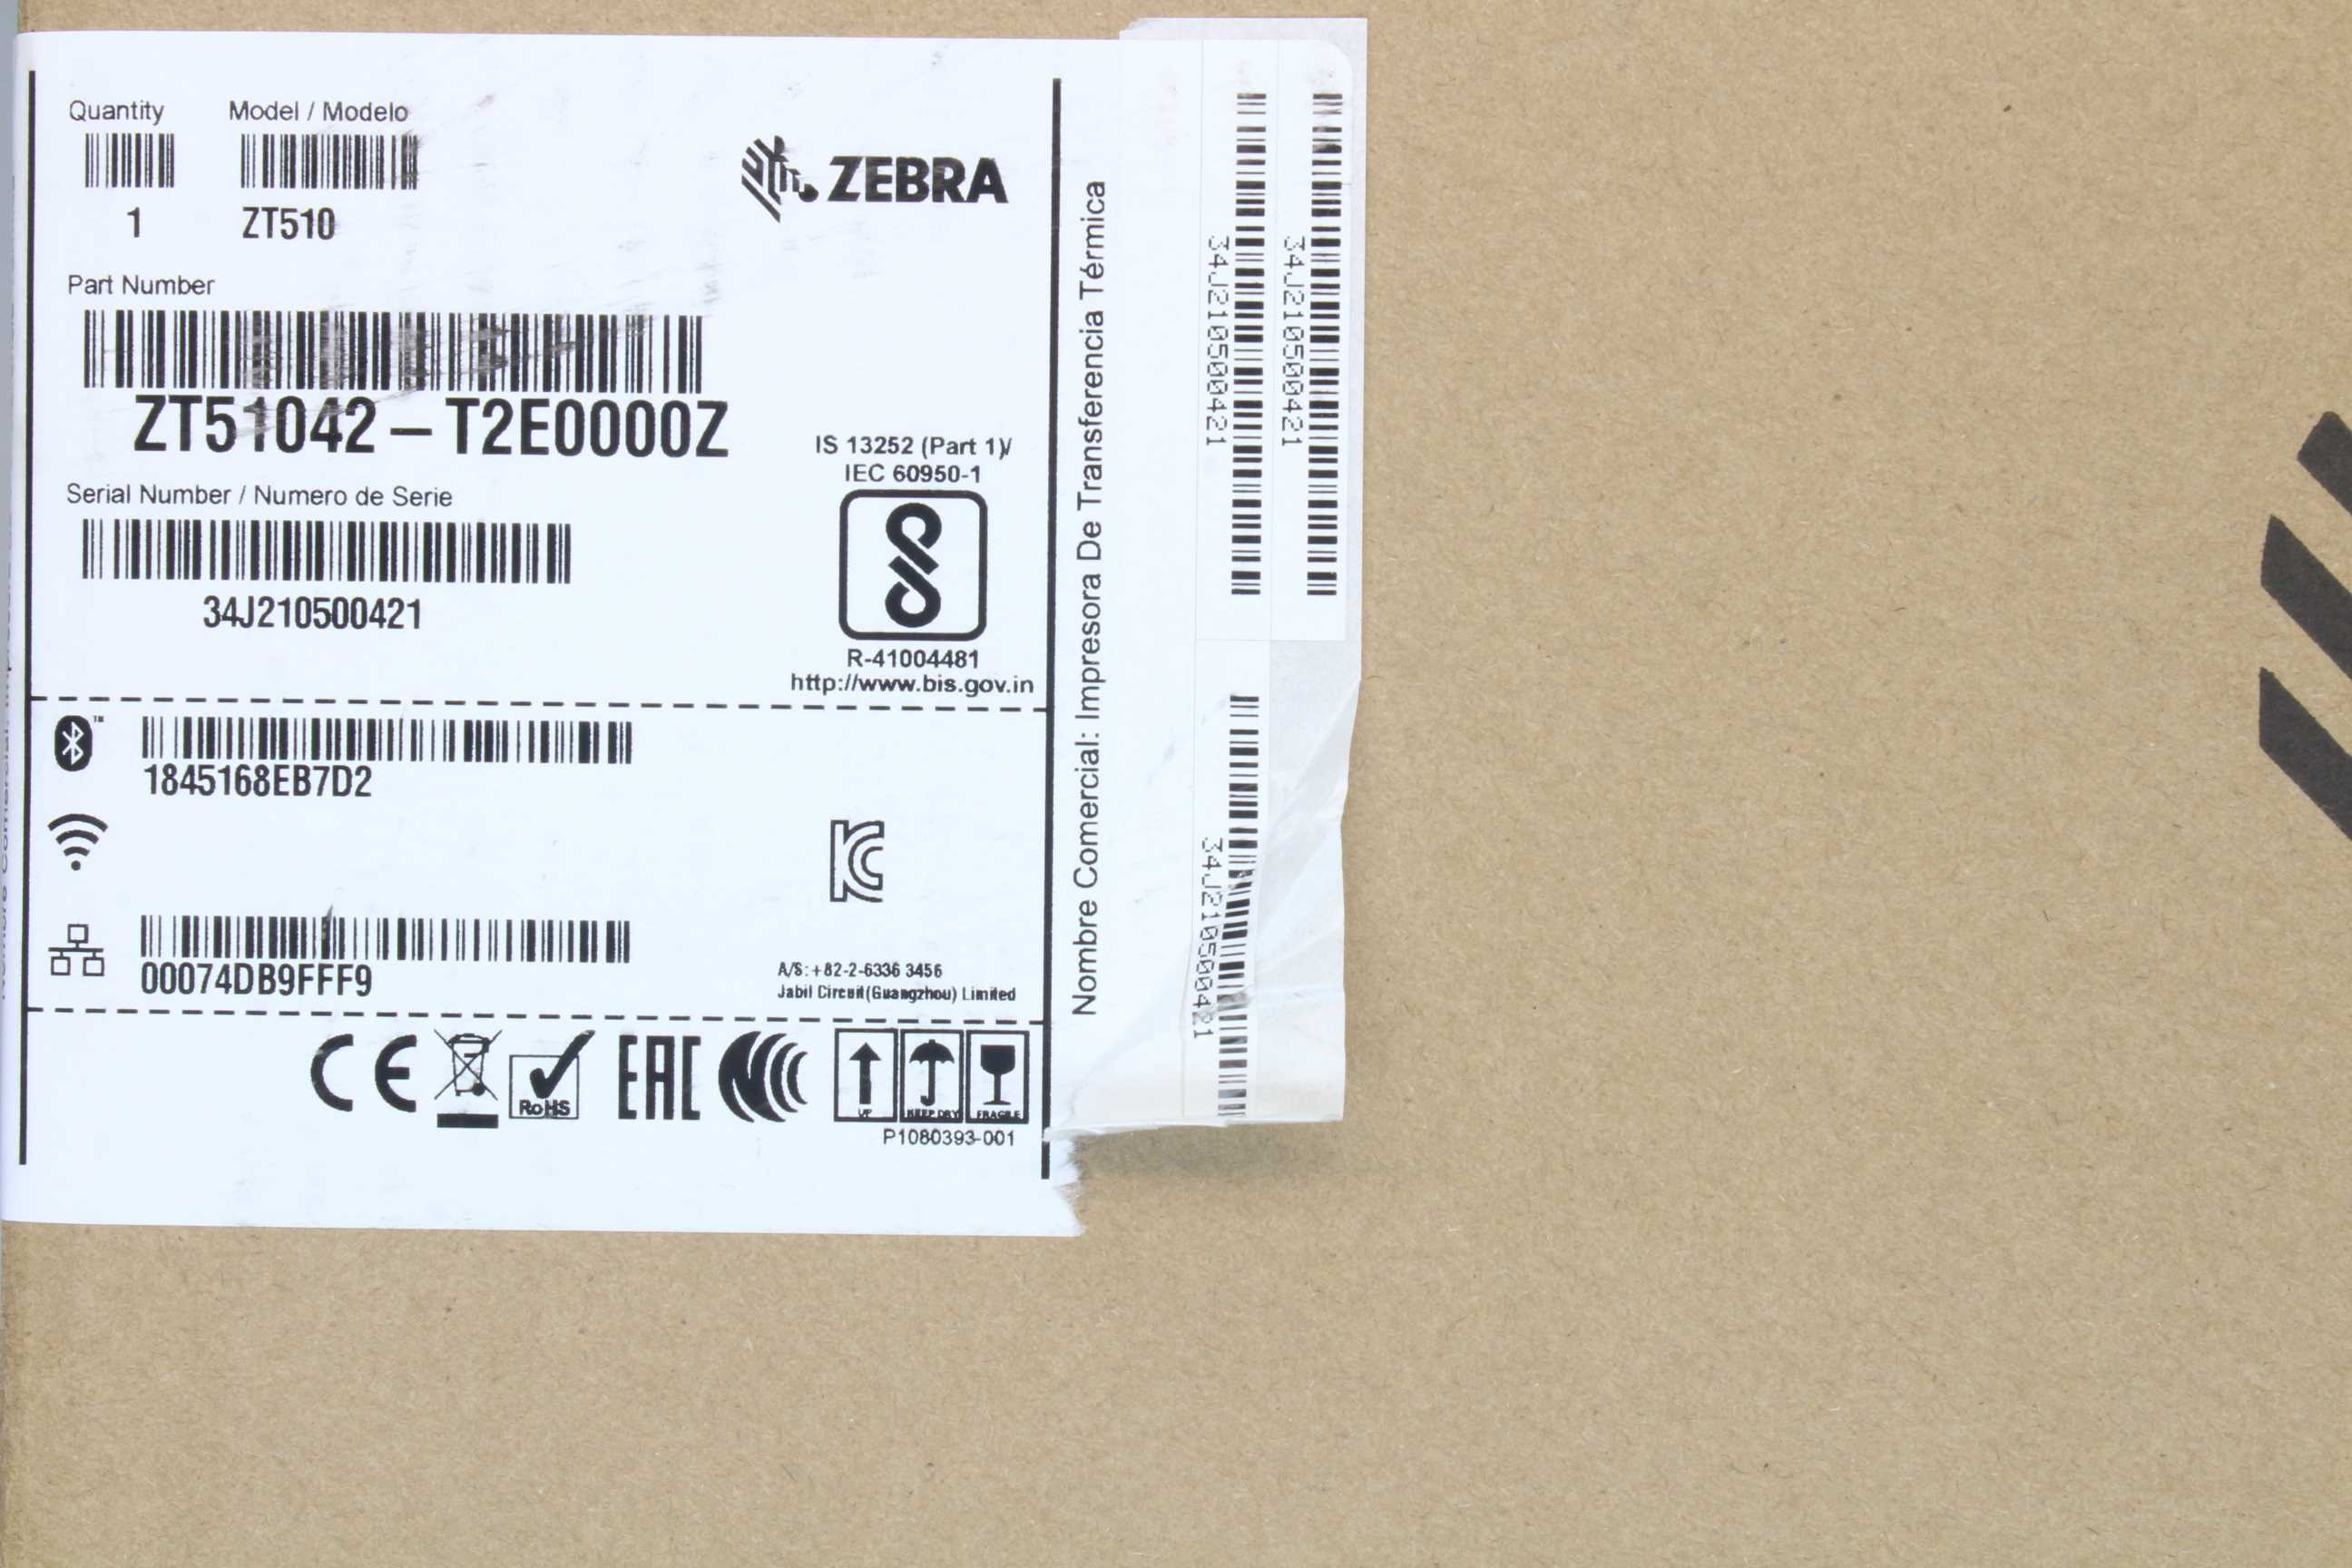 Quantity
Model / Modelo
1
ZT510
ZEBRA
Part Number
ZT51042-T2E0000Z
Serial Number / Numero de Serie
34J210500421
IS 13252 (Part 1)/
IEC 60950-1
R-41004481
http://www.bis.gov.in
1845168EB7D2
00074DB9FFF9
A/S:+82-2-6336 3456
Jabil Circuit(Guangzhou) Limited
CE
RoHS
EAC
UP
KEEP DRY
FRAGILE
P1080393-001
Nombre Comercial: Impresora De Transferencia Térmica
34J210500421
34J210500421
34J210500421